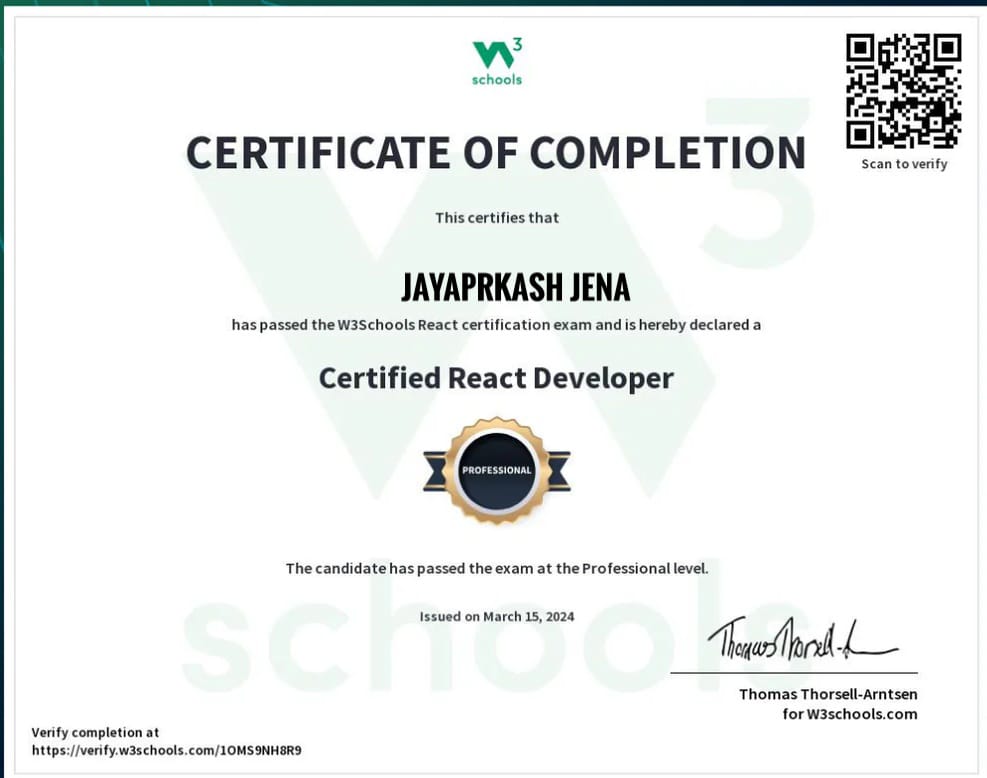 W3
schools
CERTIFICATE OF COMPLETION
Scan to verify
This certifies that
JAYAPRKASH JENA
has passed the W3Schools React certification exam and is hereby declared a
Certified React Developer
PROFESSIONAL
The candidate has passed the exam at the Professional level.
Issued on March 15, 2024
Thomas Thorsell-A
Thomas Thorsell-Arntsen
for W3schools.com
Verify completion at
https://verify.w3schools.com/1OMS9NH8R9
W3
schools